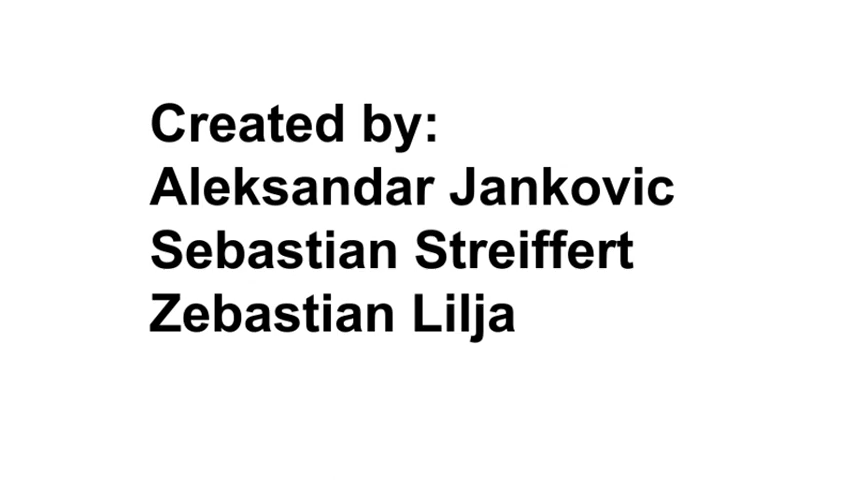 Created by:
Aleksandar Jankovic
Sebastian Streiffert
Zebastian Lilja